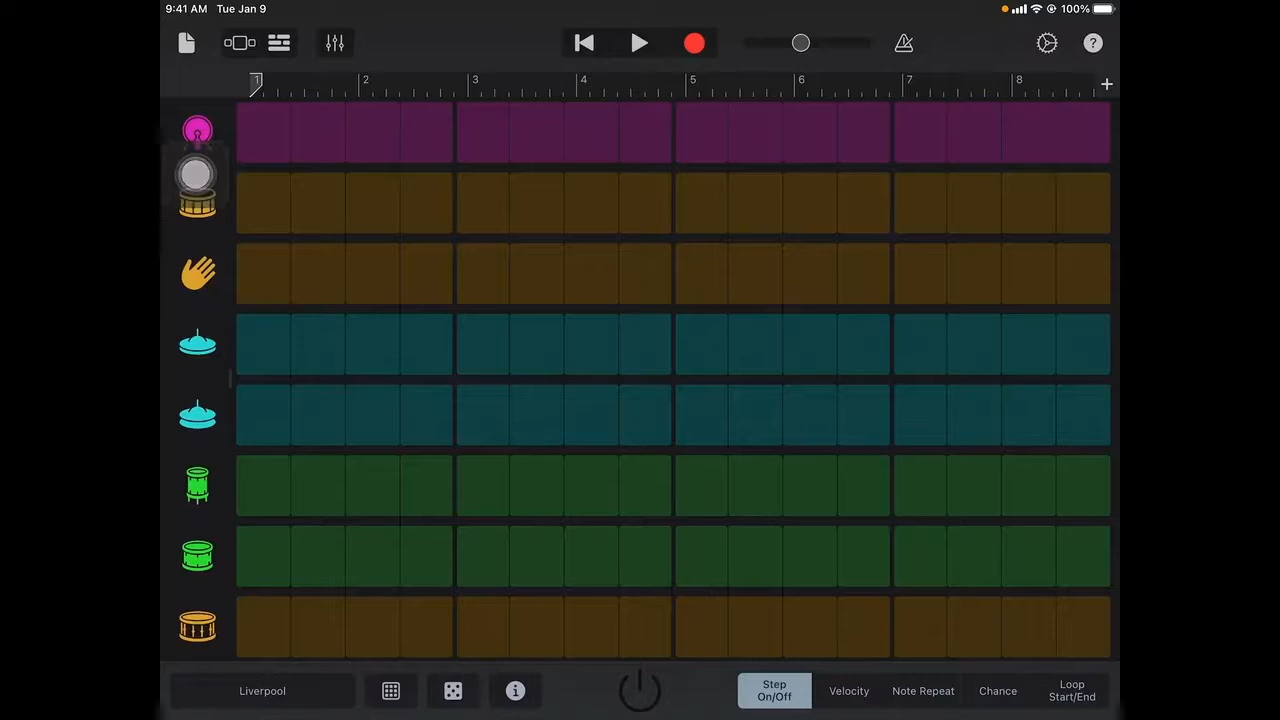 9:41 AM Tue Jan 9 100%
?
1 2 3 4 5 6 7 8 +
Liverpool
Step
On/Off
Velocity
Note Repeat
Chance
Loop
Start/End